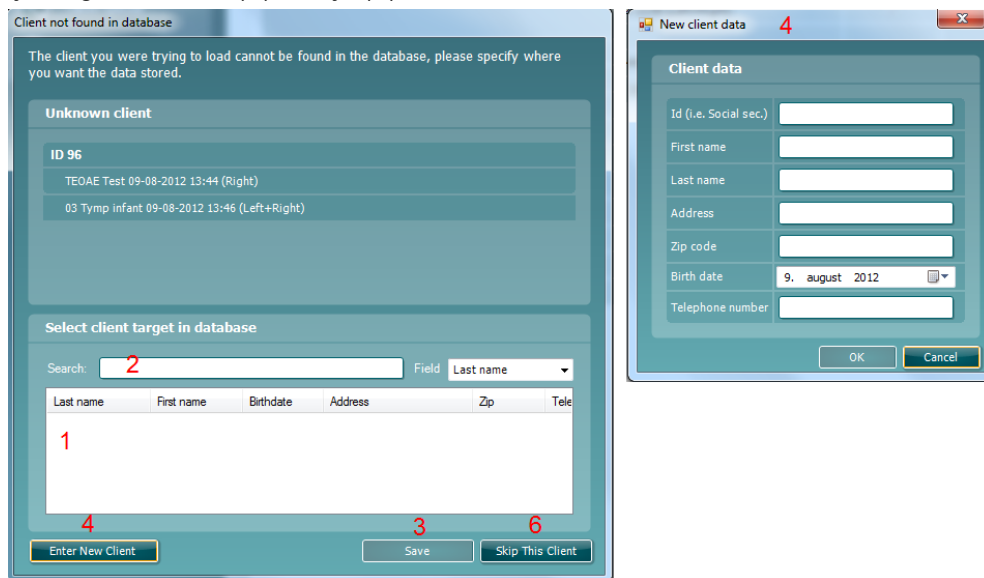 Client not found in database
The client you were trying to load cannot be found in the database, please specify where
you want the data stored.
Unknown client
ID 96
TEOAE Test 09-08-2012 13:44 (Right)
03 Tymp infant 09-08-2012 13:46 (Left+Right)
Select client target in database
Search: 2 Field Last name
Last name First name Birthdate Address Zip Tele
1
4 3 6
Enter New Client Save Skip This Client
New client data 4
Client data
Id (i.e. Social sec.)
First name
Last name
Address
Zip code
Birth date 9. august 2012
Telephone number
OK Cancel